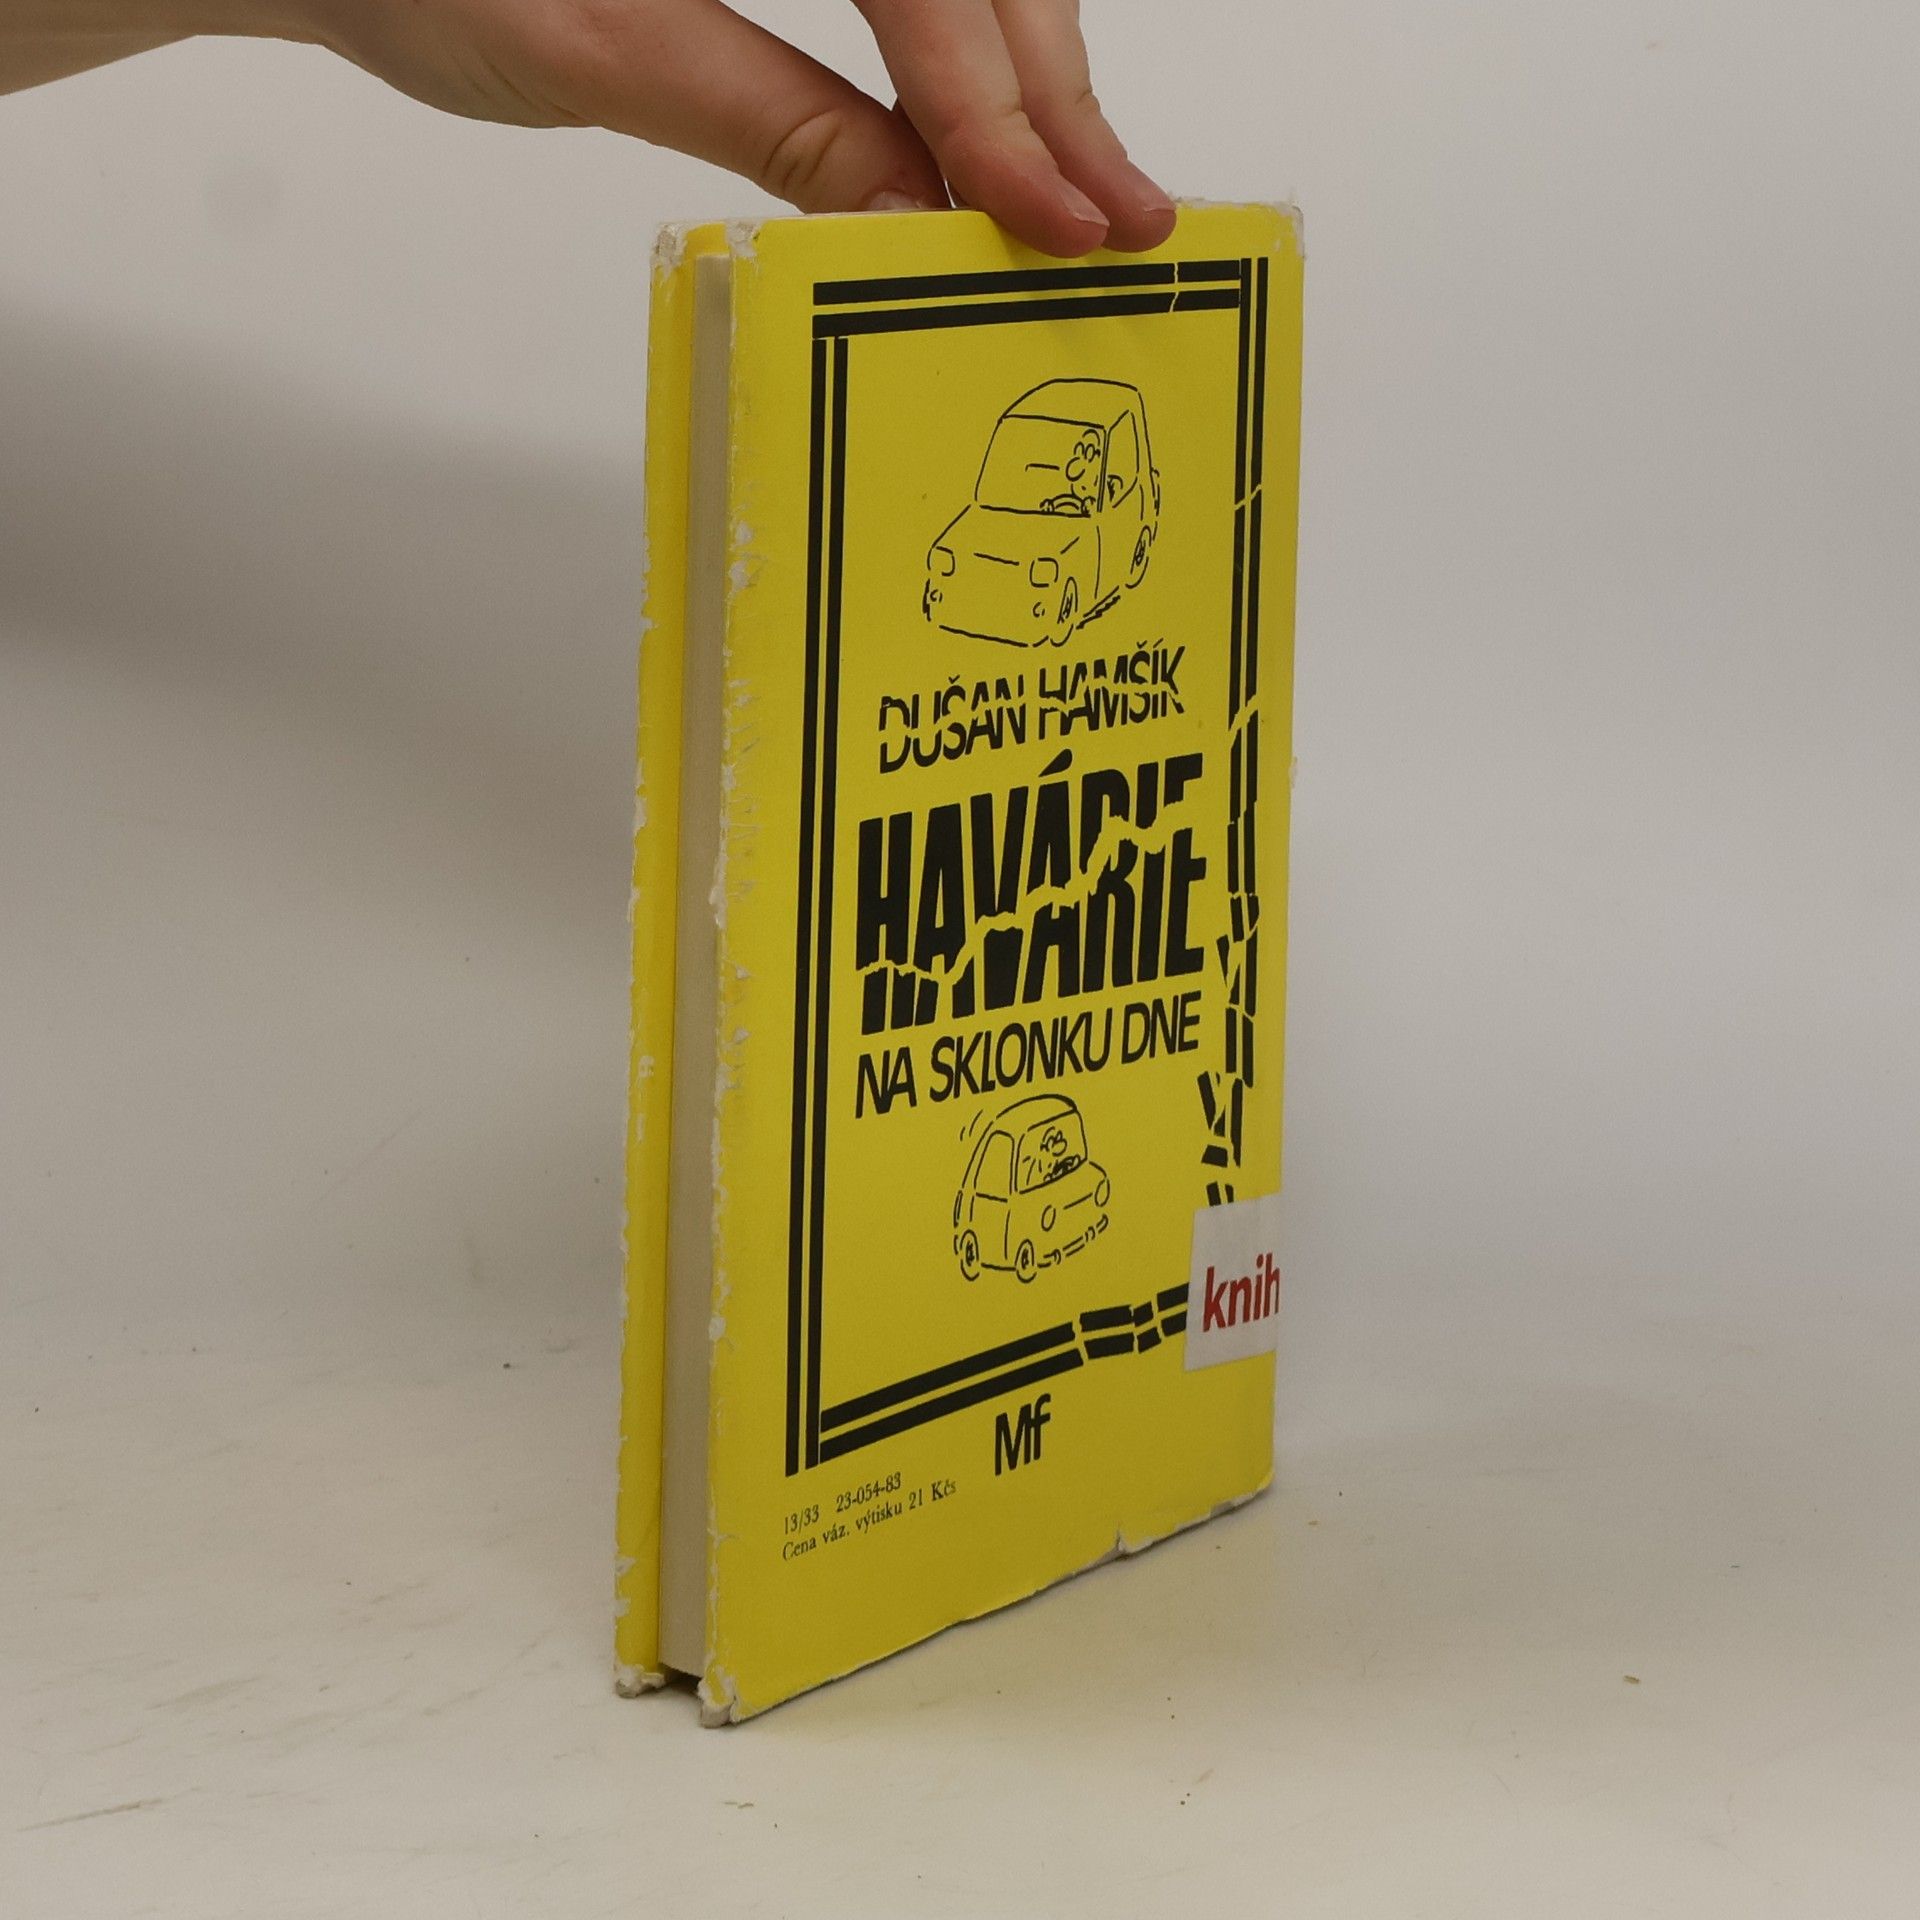 DUŠAN HAMŠÍK
HAVÁRIE
NA SKLONKU DNE
knih
Mf
13/33 23-054-83
Cena váz. výtisku 21 Kčs